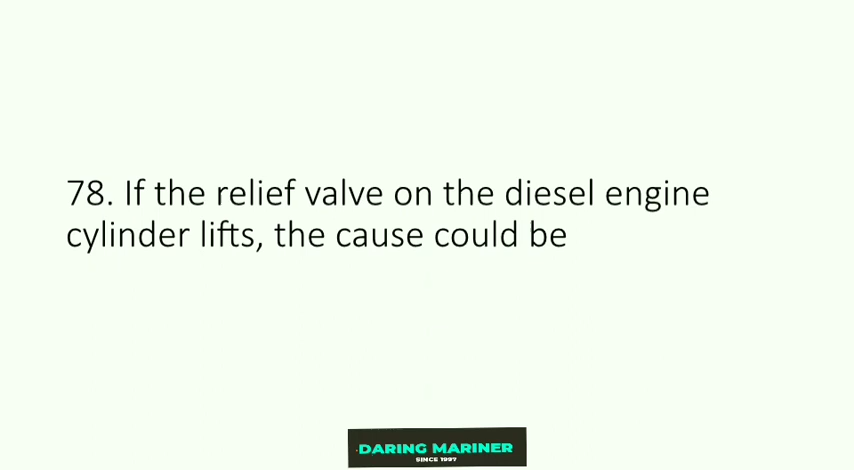 78. If the relief valve on the diesel engine
cylinder lifts, the cause could be
DARING MARINER
SINCE 1997